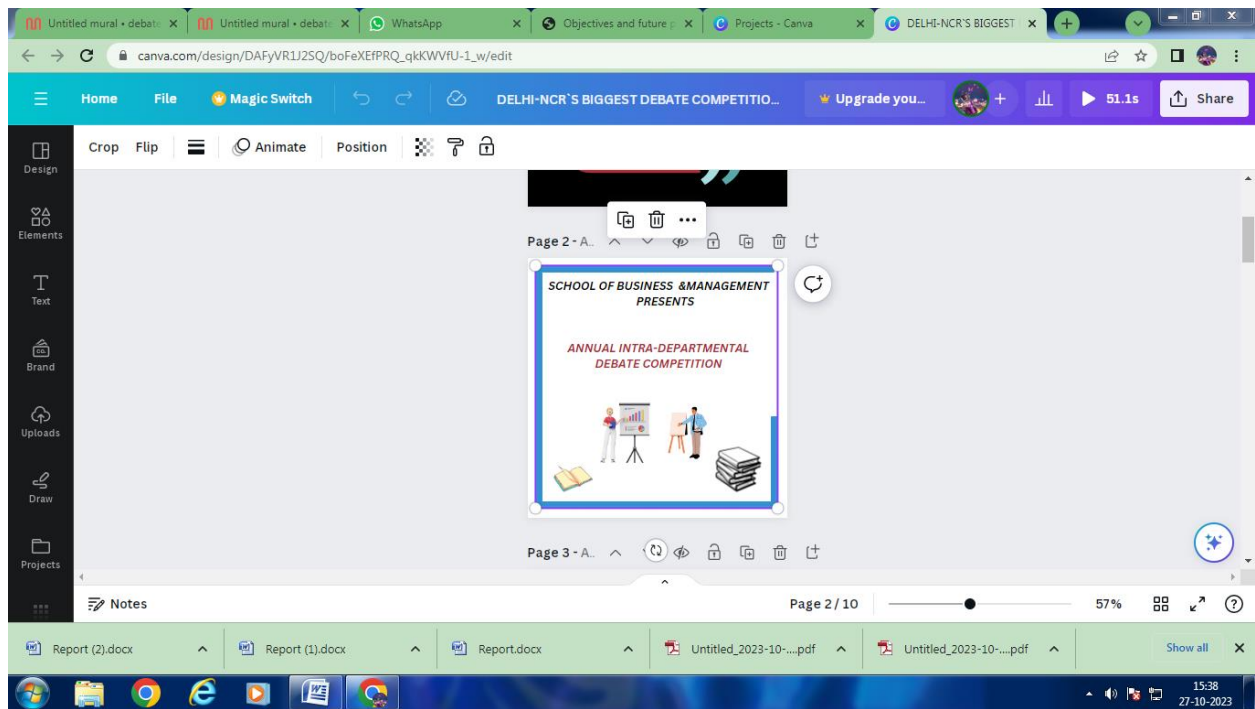 Untitled mural • debate
Untitled mural • debate
WhatsApp
Objectives and future p
Projects - Canva
DELHI-NCR'S BIGGEST
canva.com/design/DAFyVR1J2SQ/boFeXEfPRQ_qkKWVfU-1_w/edit
Home File Magic Switch DELHI-NCR`S BIGGEST DEBATE COMPETITIO... Upgrade you... 51.1s Share
Crop Flip Animate Position
Design
Elements
Text
Brand
Uploads
Draw
Projects
Page 2 - A..
SCHOOL OF BUSINESS &MANAGEMENT
PRESENTS
ANNUAL INTRA-DEPARTMENTAL
DEBATE COMPETITION
Page 3 - A..
Notes Page 2 / 10 57%
Report (2).docx Report (1).docx Report.docx Untitled_2023-10-....pdf Untitled_2023-10-....pdf Show all
15:38
27-10-2023